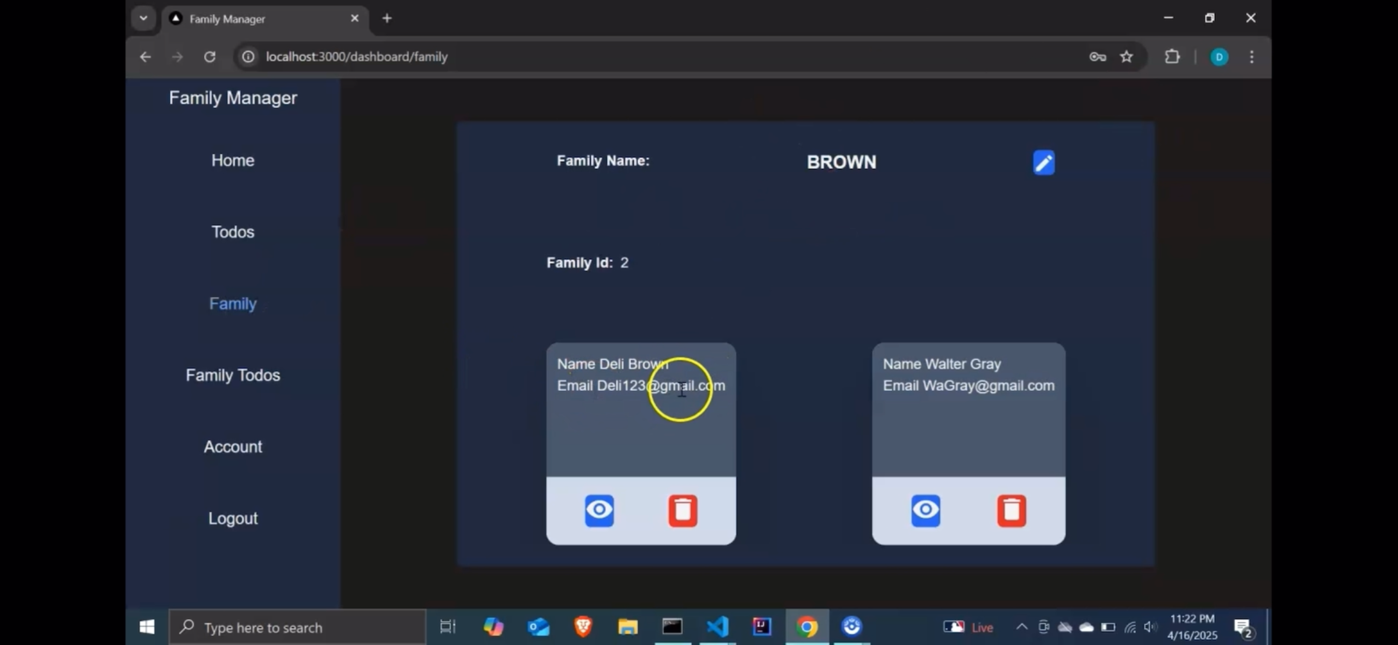 Family Manager
localhost:3000/dashboard/family
D
Family Manager
Home
Todos
Family
Family Todos
Account
Logout
Family Name: BROWN
Family Id: 2
Name Deli Brown
Email Deli123@gmail.com
Name Walter Gray
Email WaGray@gmail.com
Type here to search
Live
11:22 PM
4/16/2025
2